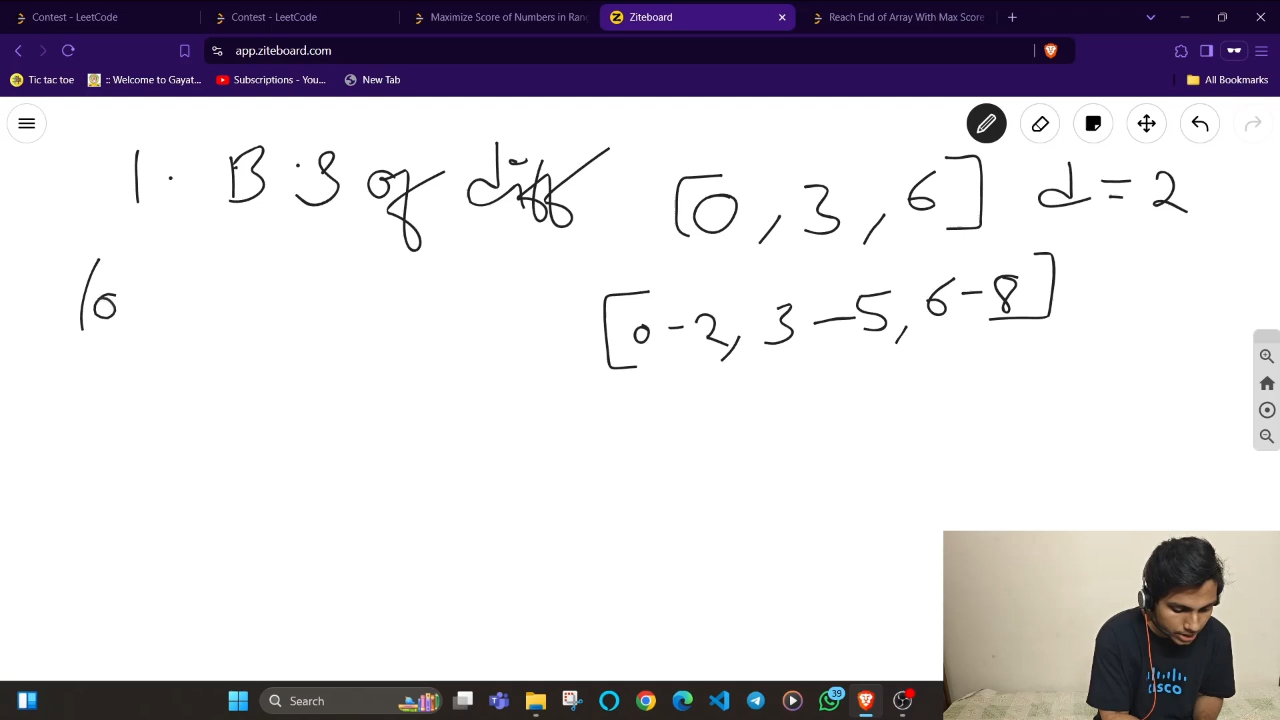 Contest - LeetCode
Contest - LeetCode
Maximize Score of Numbers in Ran
Ziteboard
Reach End of Array With Max Score
app.ziteboard.com
Tic tac toe
:: Welcome to Gayat...
Subscriptions - You...
New Tab
All Bookmarks
1. B.S of diff
[0, 3, 6] d = 2
(0
[0-2, 3-5, 6-8]
CISCO
Search
39